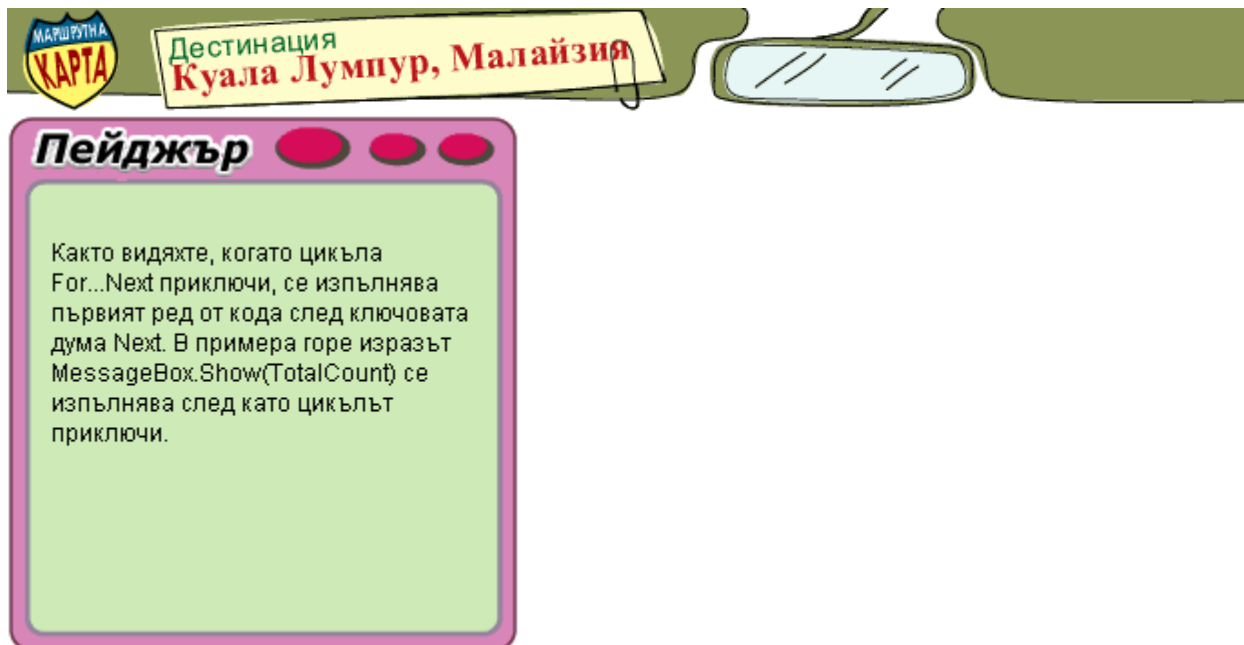 МАРШРУТНА
КАРТА
Дестинация
Куала Лумпур, Малайзия
Пейджър
Както видяхте, когато цикъла
For...Next приключи, се изпълнява
първият ред от кода след ключовата
дума Next. В примера горе изразът
MessageBox.Show(TotalCount) се
изпълнява след като цикълът
приключи.